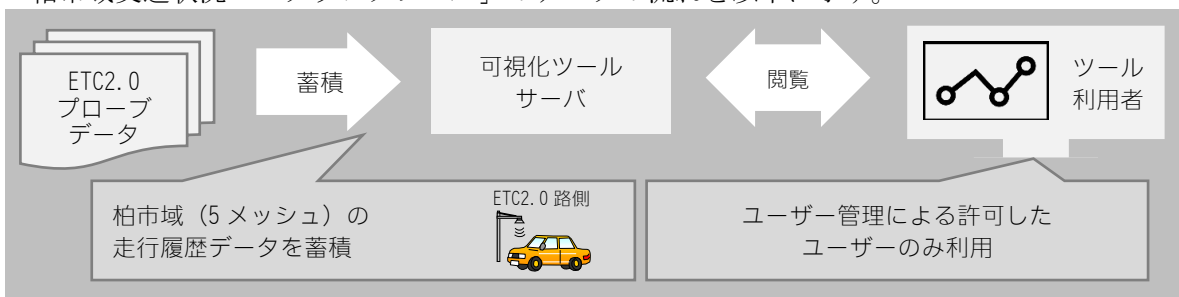 ETC2.0
プローブ
データ
蓄積
可視化ツール
サーバ
閲覧
ツール
利用者
柏市域（5 メッシュ）の
走行履歴データを蓄積
ETC2.0 路側
ユーザー管理による許可した
ユーザーのみ利用